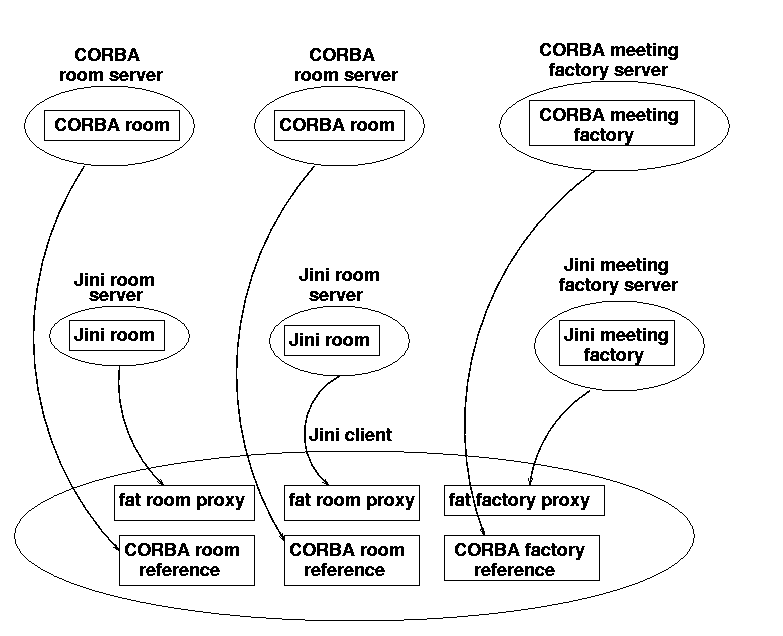 CORBA
room server
CORBA
room server
CORBA meeting
factory server
CORBA room
CORBA room
CORBA meeting
factory
Jini room
server
Jini room
server
Jini meeting
factory server
Jini room
Jini room
Jini meeting
factory
Jini client
fat room proxy
fat room proxy
fat factory proxy
CORBA room
reference
CORBA room
reference
CORBA factory
reference